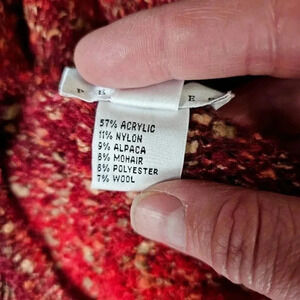 57% ACRYLIC
11% NYLON
9% ALPACA
8% MOHAIR
8% POLYESTER
7% WOOL